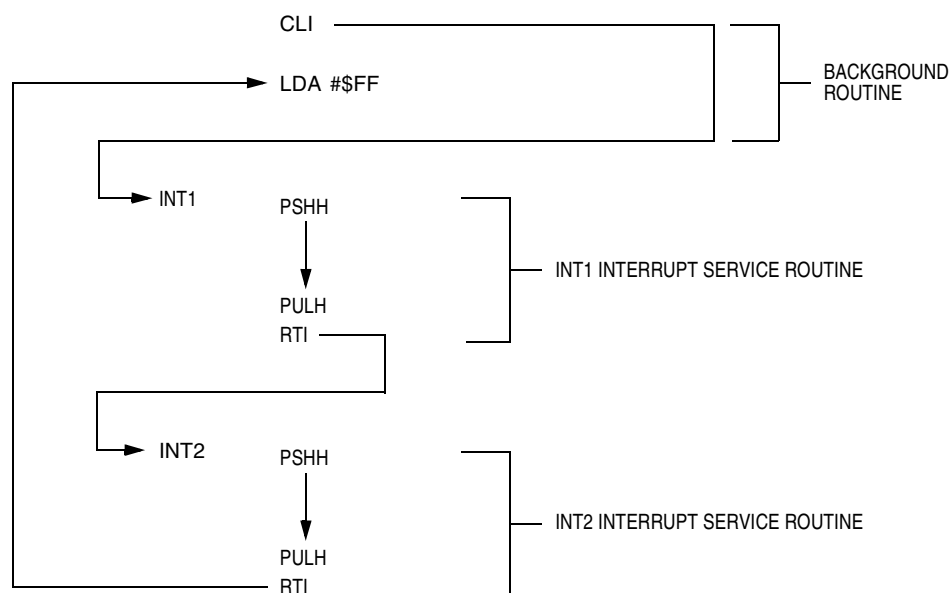 CLI
LDA #$FF
BACKGROUND
ROUTINE
INT1
PSHH
INT1 INTERRUPT SERVICE ROUTINE
PULH
RTI
INT2
PSHH
INT2 INTERRUPT SERVICE ROUTINE
PULH
RTI